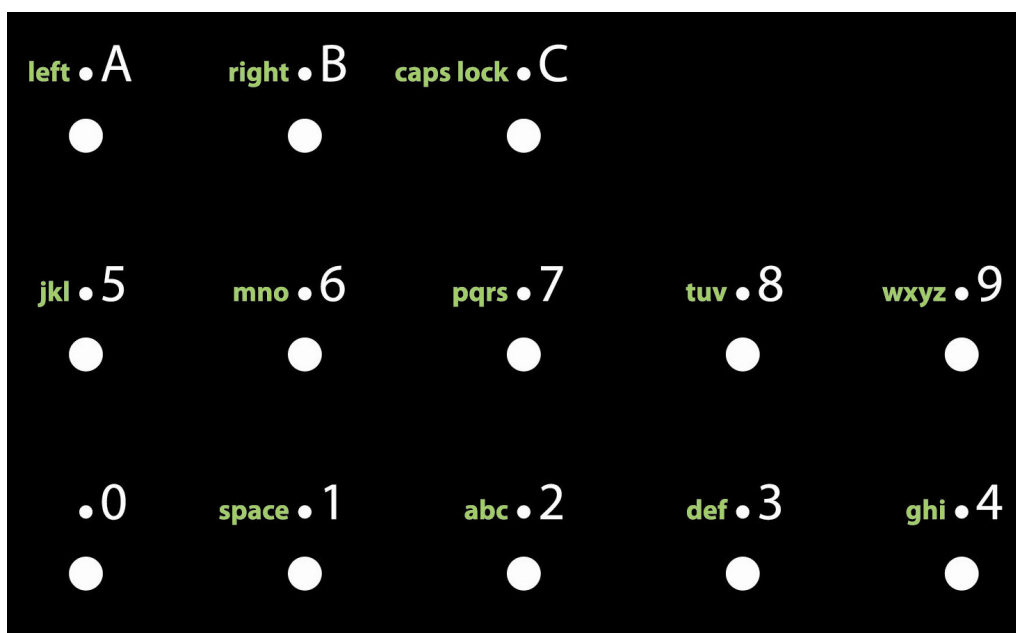 left • A right • B caps lock • C
jkl • 5 mno • 6 pqrs • 7 tuv • 8 wxyz • 9
• 0 space • 1 abc • 2 def • 3 ghi • 4